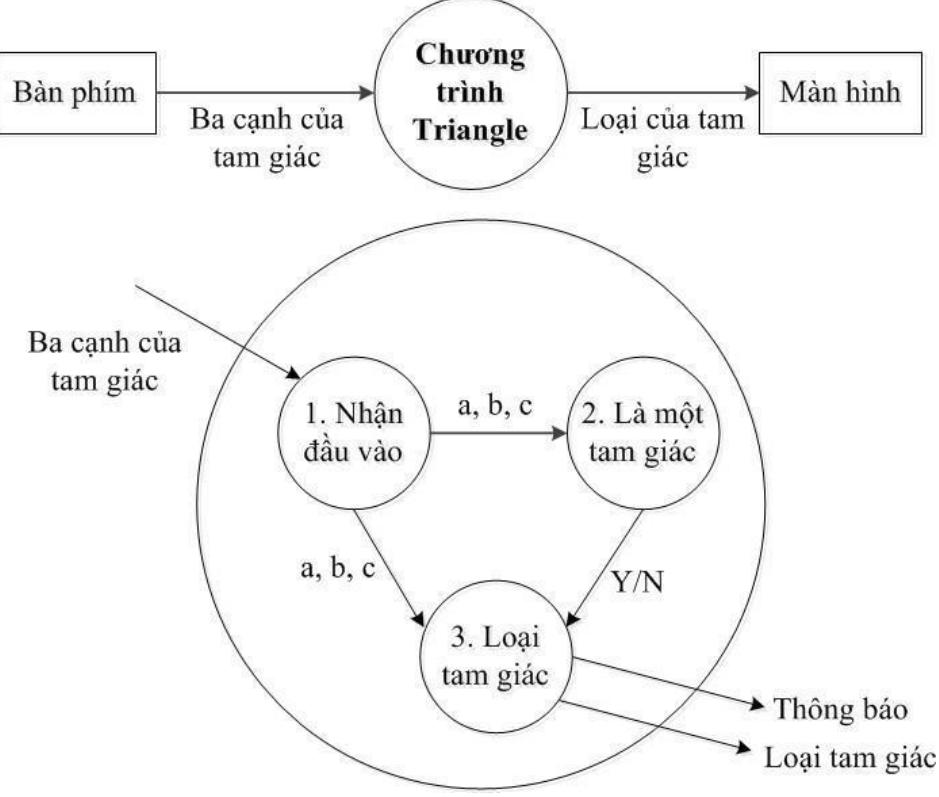 Bàn phím
Ba cạnh của
tam giác
Chương
trình
Triangle
Loại của tam
giác
Màn hình
Ba cạnh của
tam giác
1. Nhận
đầu vào
a, b, c
2. Là một
tam giác
a, b, c
Y/N
3. Loại
tam giác
Thông báo
Loại tam giác